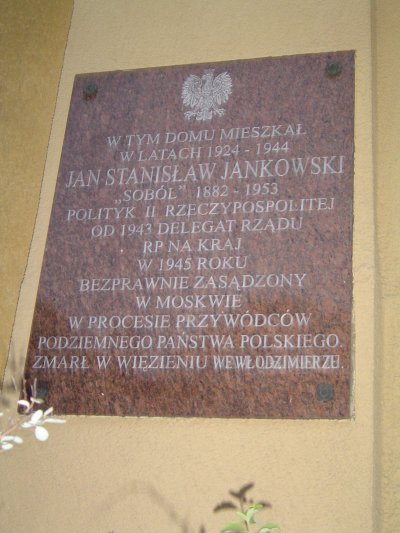 W TYM DOMU MIESZKAŁ
W LATACH 1924 - 1944
JAN STANISŁAW JANKOWSKI
„SOBÓL" 1882 - 1953
POLITYK II RZECZYPOSPOLITEJ
OD 1943 DELEGAT RZĄDU
RP NA KRAJ
W 1945 ROKU
BEZPRAWNIE ZASĄDZONY
W MOSKWIE
W PROCESIE PRZYWÓDCÓW
PODZIEMNEGO PAŃSTWA POLSKIEGO.
ZMARŁ W WIĘZIENIU WE WŁODZIMIERZU.